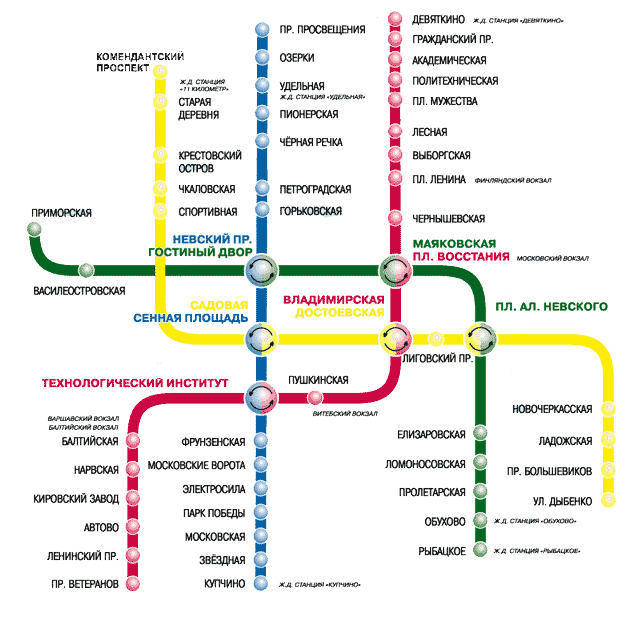 ДЕВЯТКИНО Ж.Д. СТАНЦИЯ «ДЕВЯТКИНО»
ПР. ПРОСВЕЩЕНИЯ
ГРАЖДАНСКИЙ ПР.
КОМЕНДАНТСКИЙ
ПРОСПЕКТ
ОЗЕРКИ
АКАДЕМИЧЕСКАЯ
Ж.Д. СТАНЦИЯ
«11 КИЛОМЕТР»
УДЕЛЬНАЯ
Ж.Д. СТАНЦИЯ «УДЕЛЬНАЯ»
ПОЛИТЕХНИЧЕСКАЯ
СТАРАЯ
ДЕРЕВНЯ
ПИОНЕРСКАЯ
ПЛ. МУЖЕСТВА
ЧЁРНАЯ РЕЧКА
ЛЕСНАЯ
КРЕСТОВСКИЙ
ОСТРОВ
ВЫБОРГСКАЯ
ЧКАЛОВСКАЯ
ПЕТРОГРАДСКАЯ
ПЛ. ЛЕНИНА ФИНЛЯНДСКИЙ ВОКЗАЛ
ПРИМОРСКАЯ
СПОРТИВНАЯ
ГОРЬКОВСКАЯ
ЧЕРНЫШЕВСКАЯ
НЕВСКИЙ ПР.
ГОСТИНЫЙ ДВОР
МАЯКОВСКАЯ
ПЛ. ВОССТАНИЯ МОСКОВСКИЙ ВОКЗАЛ
ВАСИЛЕОСТРОВСКАЯ
САДОВАЯ
СЕННАЯ ПЛОЩАДЬ
ВЛАДИМИРСКАЯ
ДОСТОЕВСКАЯ
ПЛ. АЛ. НЕВСКОГО
ЛИГОВСКИЙ ПР.
ТЕХНОЛОГИЧЕСКИЙ ИНСТИТУТ
ПУШКИНСКАЯ
ВИТЕБСКИЙ ВОКЗАЛ
НОВОЧЕРКАССКАЯ
ВАРШАВСКИЙ ВОКЗАЛ
БАЛТИЙСКИЙ ВОКЗАЛ
БАЛТИЙСКАЯ
ФРУНЗЕНСКАЯ
ЕЛИЗАРОВСКАЯ
ЛАДОЖСКАЯ
НАРВСКАЯ
МОСКОВСКИЕ ВОРОТА
ЛОМОНОСОВСКАЯ
ПР. БОЛЬШЕВИКОВ
КИРОВСКИЙ ЗАВОД
ЭЛЕКТРОСИЛА
ПРОЛЕТАРСКАЯ
УЛ. ДЫБЕНКО
АВТОВО
ПАРК ПОБЕДЫ
ОБУХОВО Ж.Д. СТАНЦИЯ «ОБУХОВО»
МОСКОВСКАЯ
ЛЕНИНСКИЙ ПР.
ЗВЁЗДНАЯ
РЫБАЦКОЕ Ж.Д. СТАНЦИЯ «РЫБАЦКОЕ»
ПР. ВЕТЕРАНОВ
КУПЧИНО Ж.Д. СТАНЦИЯ «КУПЧИНО»